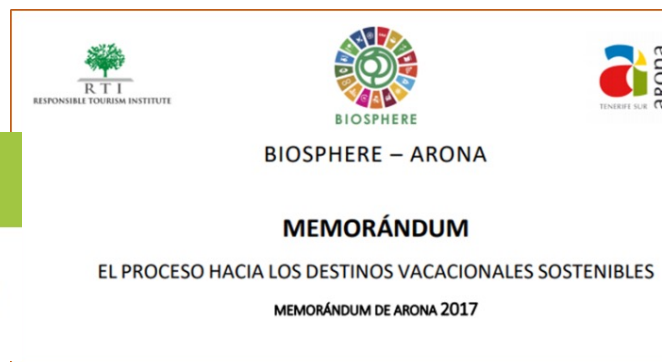 RTI
RESPONSIBLE TOURISM INSTITUTE
BIOSPHERE
TENERIFE SUR
arona
BIOSPHERE – ARONA
MEMORÁNDUM
EL PROCESO HACIA LOS DESTINOS VACACIONALES SOSTENIBLES
MEMORÁNDUM DE ARONA 2017